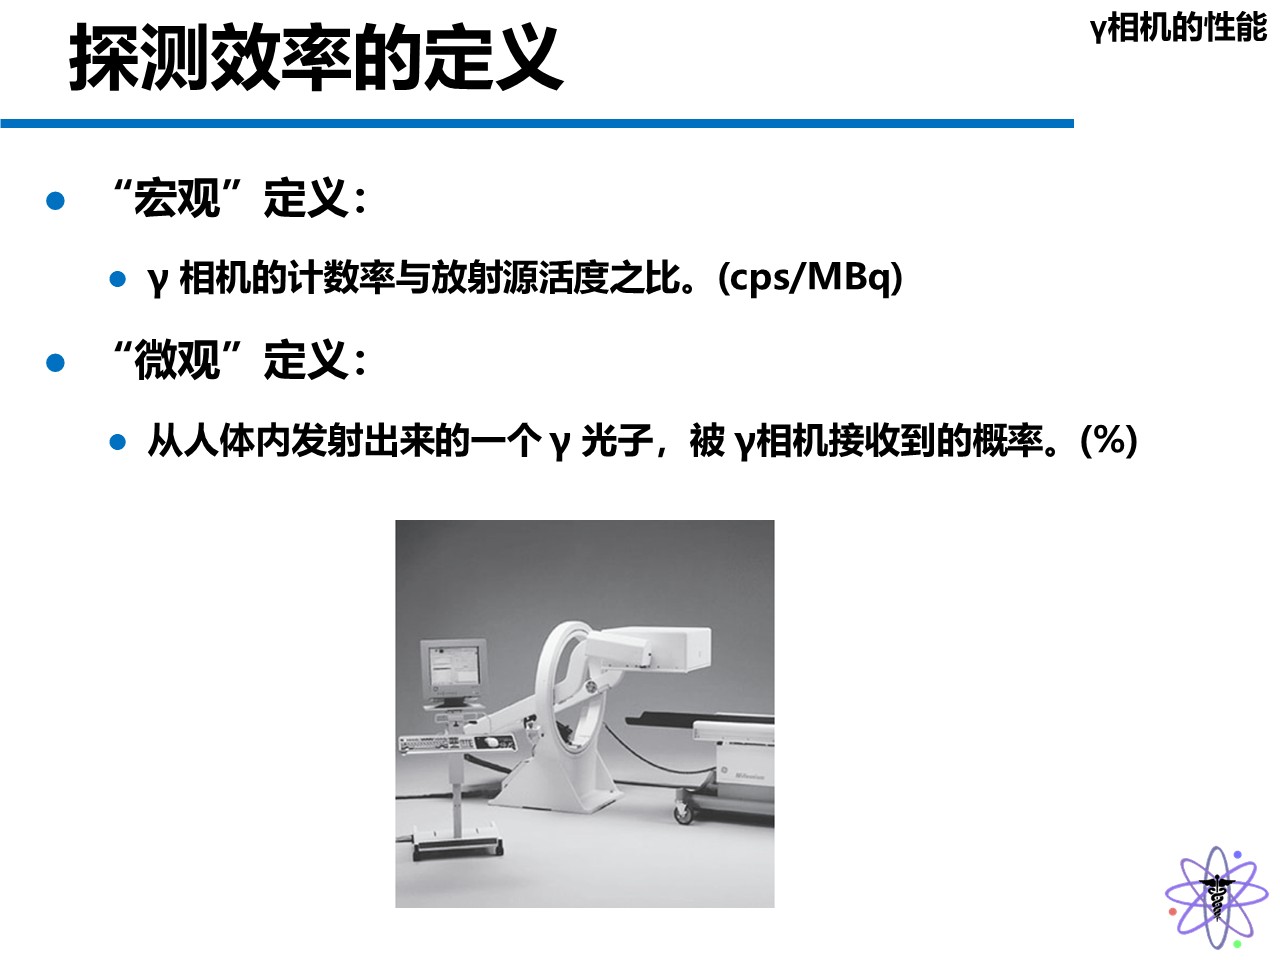 γ相机的性能
探测效率的定义
“宏观”定义：
γ 相机的计数率与放射源活度之比。(cps/MBq)
“微观”定义：
从人体内发射出来的一个 γ 光子，被 γ相机接收到的概率。(%)
Millennium